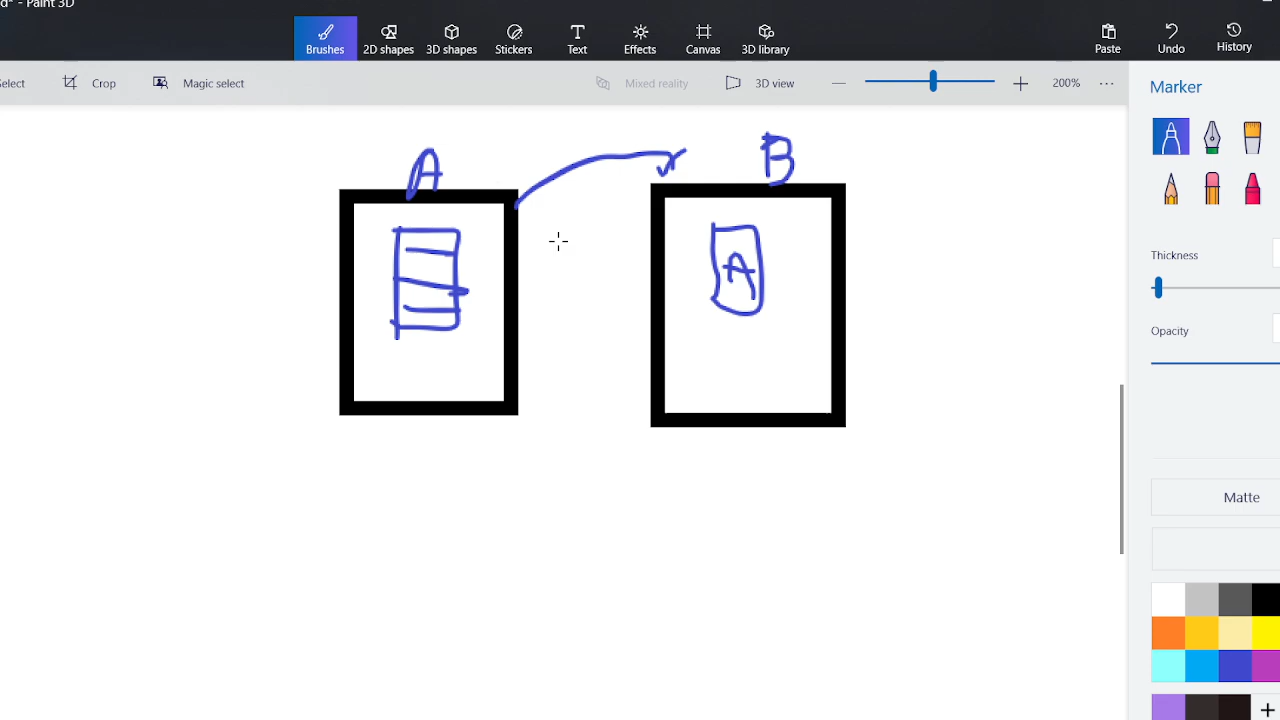 d* - Paint 3D
Brushes 2D shapes 3D shapes Stickers Text Effects Canvas 3D library Paste Undo History
elect Crop Magic select Mixed reality 3D view 200%
Marker
A B
A
Thickness
Opacity
Matte